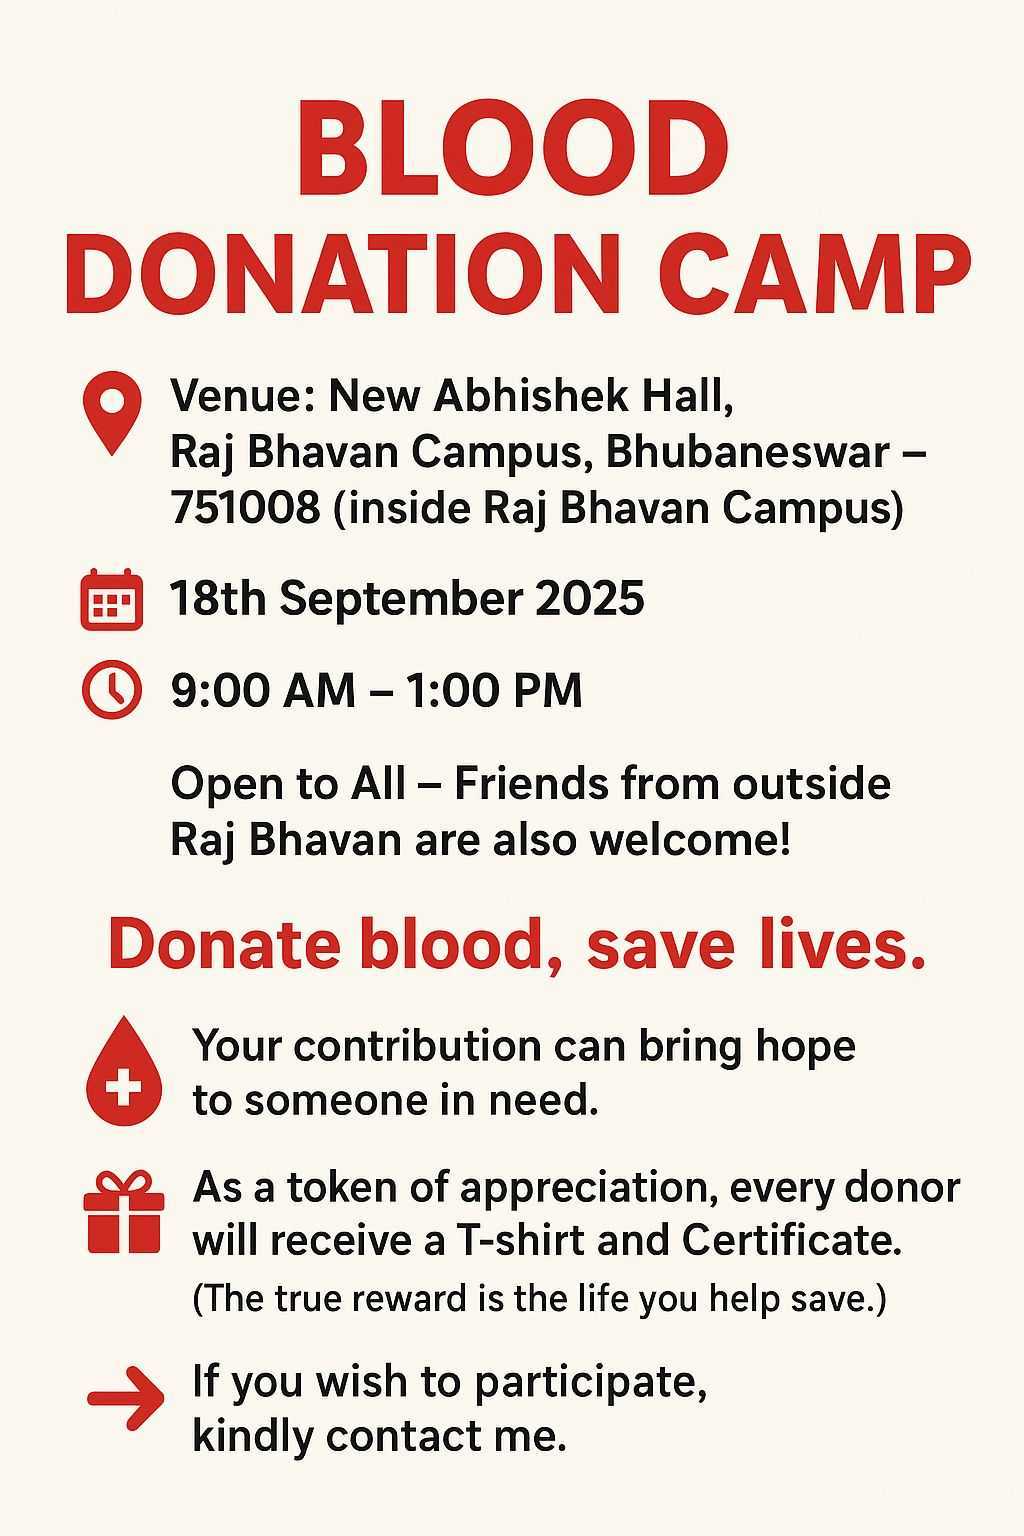 BLOOD
DONATION CAMP
Venue: New Abhishek Hall,
Raj Bhavan Campus, Bhubaneswar –
751008 (inside Raj Bhavan Campus)
18th September 2025
9:00 AM – 1:00 PM
Open to All – Friends from outside
Raj Bhavan are also welcome!
Donate blood, save lives.
Your contribution can bring hope
to someone in need.
As a token of appreciation, every donor
will receive a T-shirt and Certificate.
(The true reward is the life you help save.)
If you wish to participate,
kindly contact me.